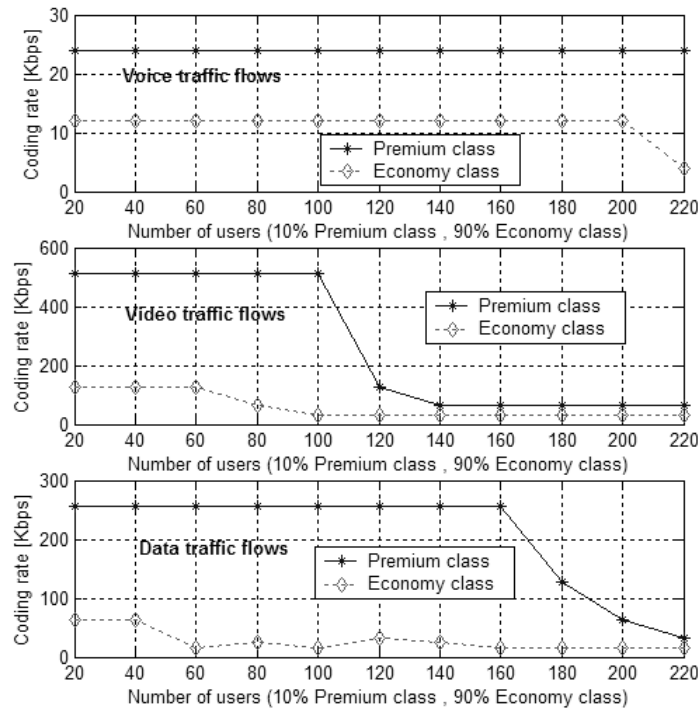 30
20
10
0
Coding rate [Kbps]
Voice traffic flows
Premium class
Economy class
20 40 60 80 100 120 140 160 180 200 220
Number of users (10% Premium class , 90% Economy class)
600
400
200
0
Coding rate [Kbps]
Video traffic flows
Premium class
Economy class
20 40 60 80 100 120 140 160 180 200 220
Number of users (10% Premium class , 90% Economy class)
300
200
100
0
Coding rate [Kbps]
Data traffic flows
Premium class
Economy class
20 40 60 80 100 120 140 160 180 200 220
Number of users (10% Premium class , 90% Economy class)